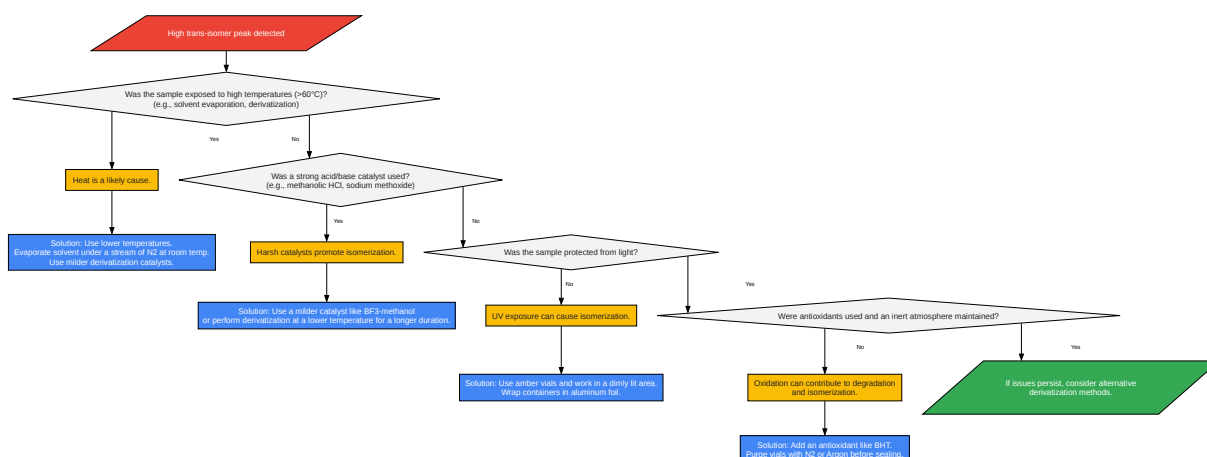 High trans-isomer peak detected
Was the sample exposed to high temperatures (>60°C)?
(e.g., solvent evaporation, derivatization)
Yes
No
Heat is a likely cause.
Was a strong acid/base catalyst used?
(e.g., methanolic HCl, sodium methoxide)
Solution: Use lower temperatures.
Evaporate solvent under a stream of N2 at room temp.
Use milder derivatization catalysts.
Yes
No
Harsh catalysts promote isomerization.
Was the sample protected from light?
Solution: Use a milder catalyst like BF3-methanol
or perform derivatization at a lower temperature for a longer duration.
No
Yes
UV exposure can cause isomerization.
Were antioxidants used and an inert atmosphere maintained?
Solution: Use amber vials and work in a dimly lit area.
Wrap containers in aluminum foil.
No
Yes
Oxidation can contribute to degradation
and isomerization.
If issues persist, consider alternative
derivatization methods.
Solution: Add an antioxidant like BHT.
Purge vials with N2 or Argon before sealing.